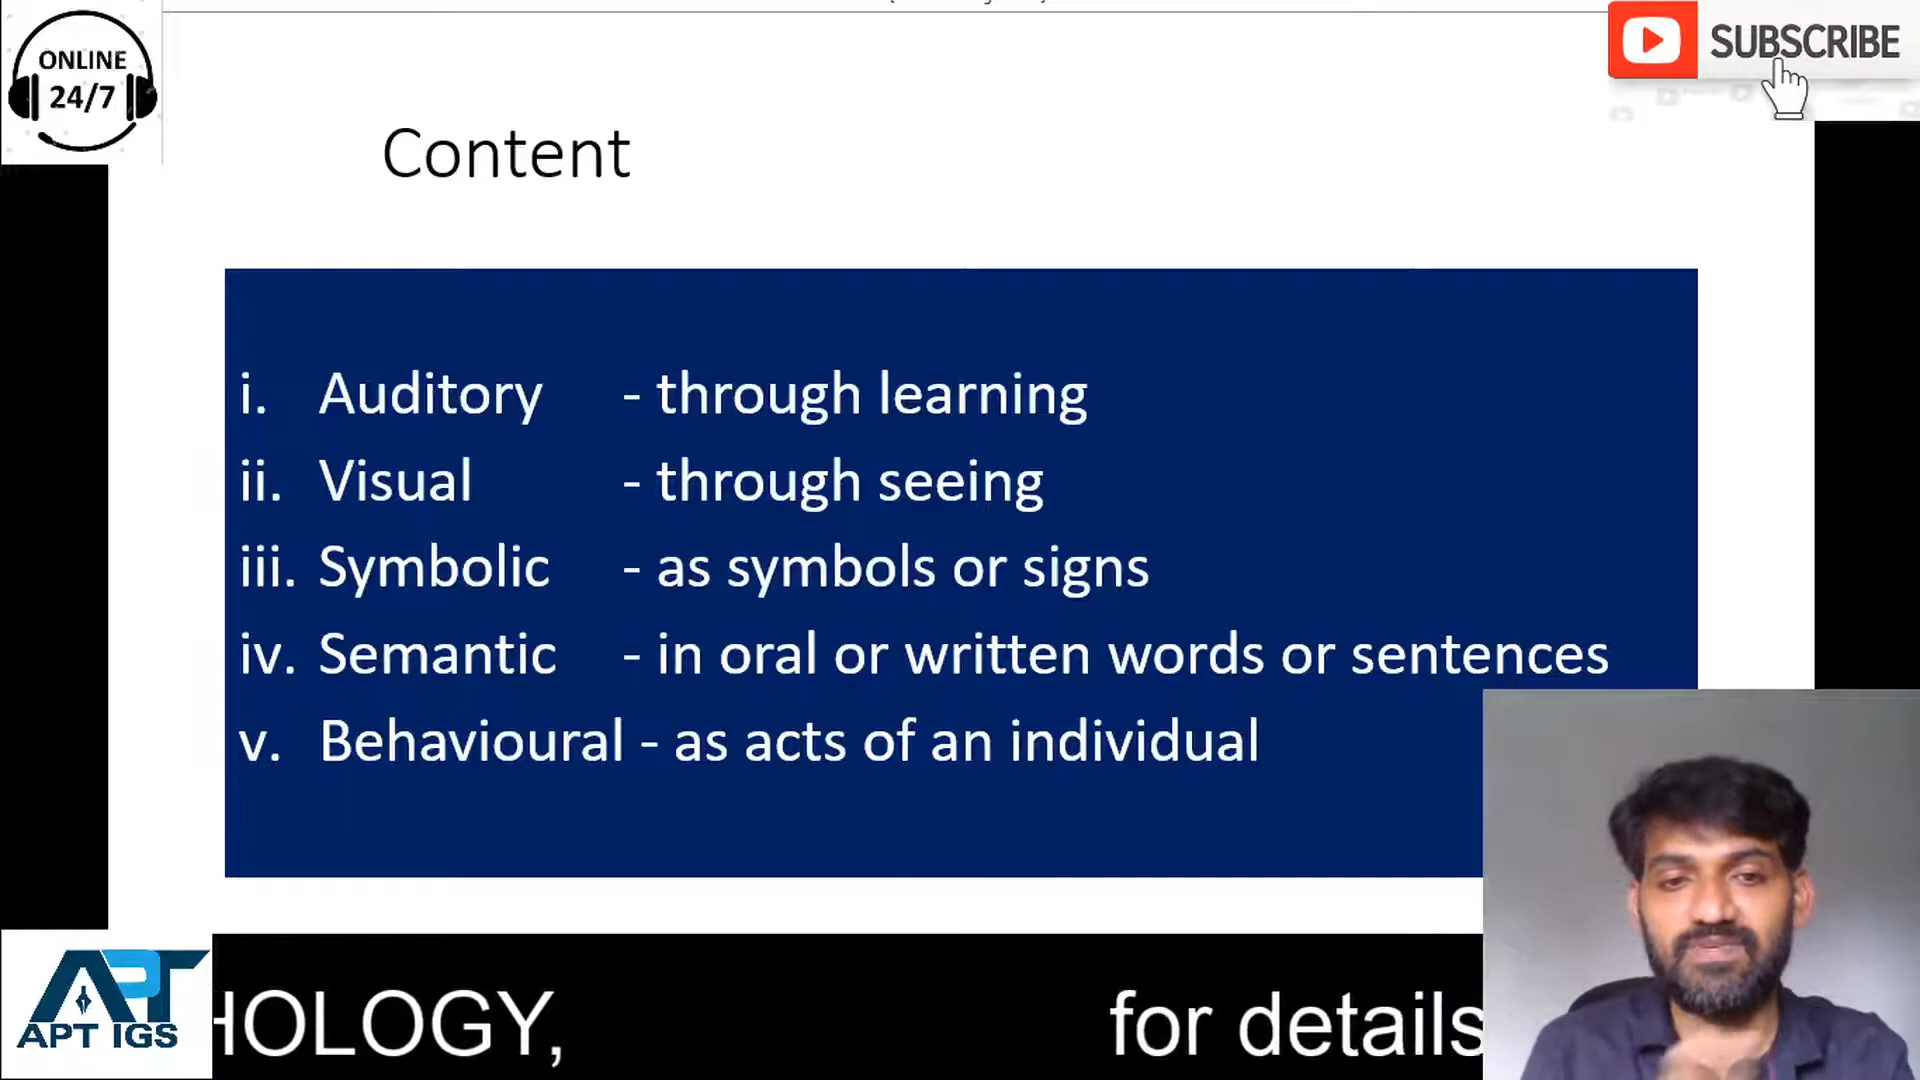 ONLINE
24/7
SUBSCRIBE
Content
i. Auditory - through learning
ii. Visual - through seeing
iii. Symbolic - as symbols or signs
iv. Semantic - in oral or written words or sentences
v. Behavioural - as acts of an individual
APT IGS
HOLOGY, for details